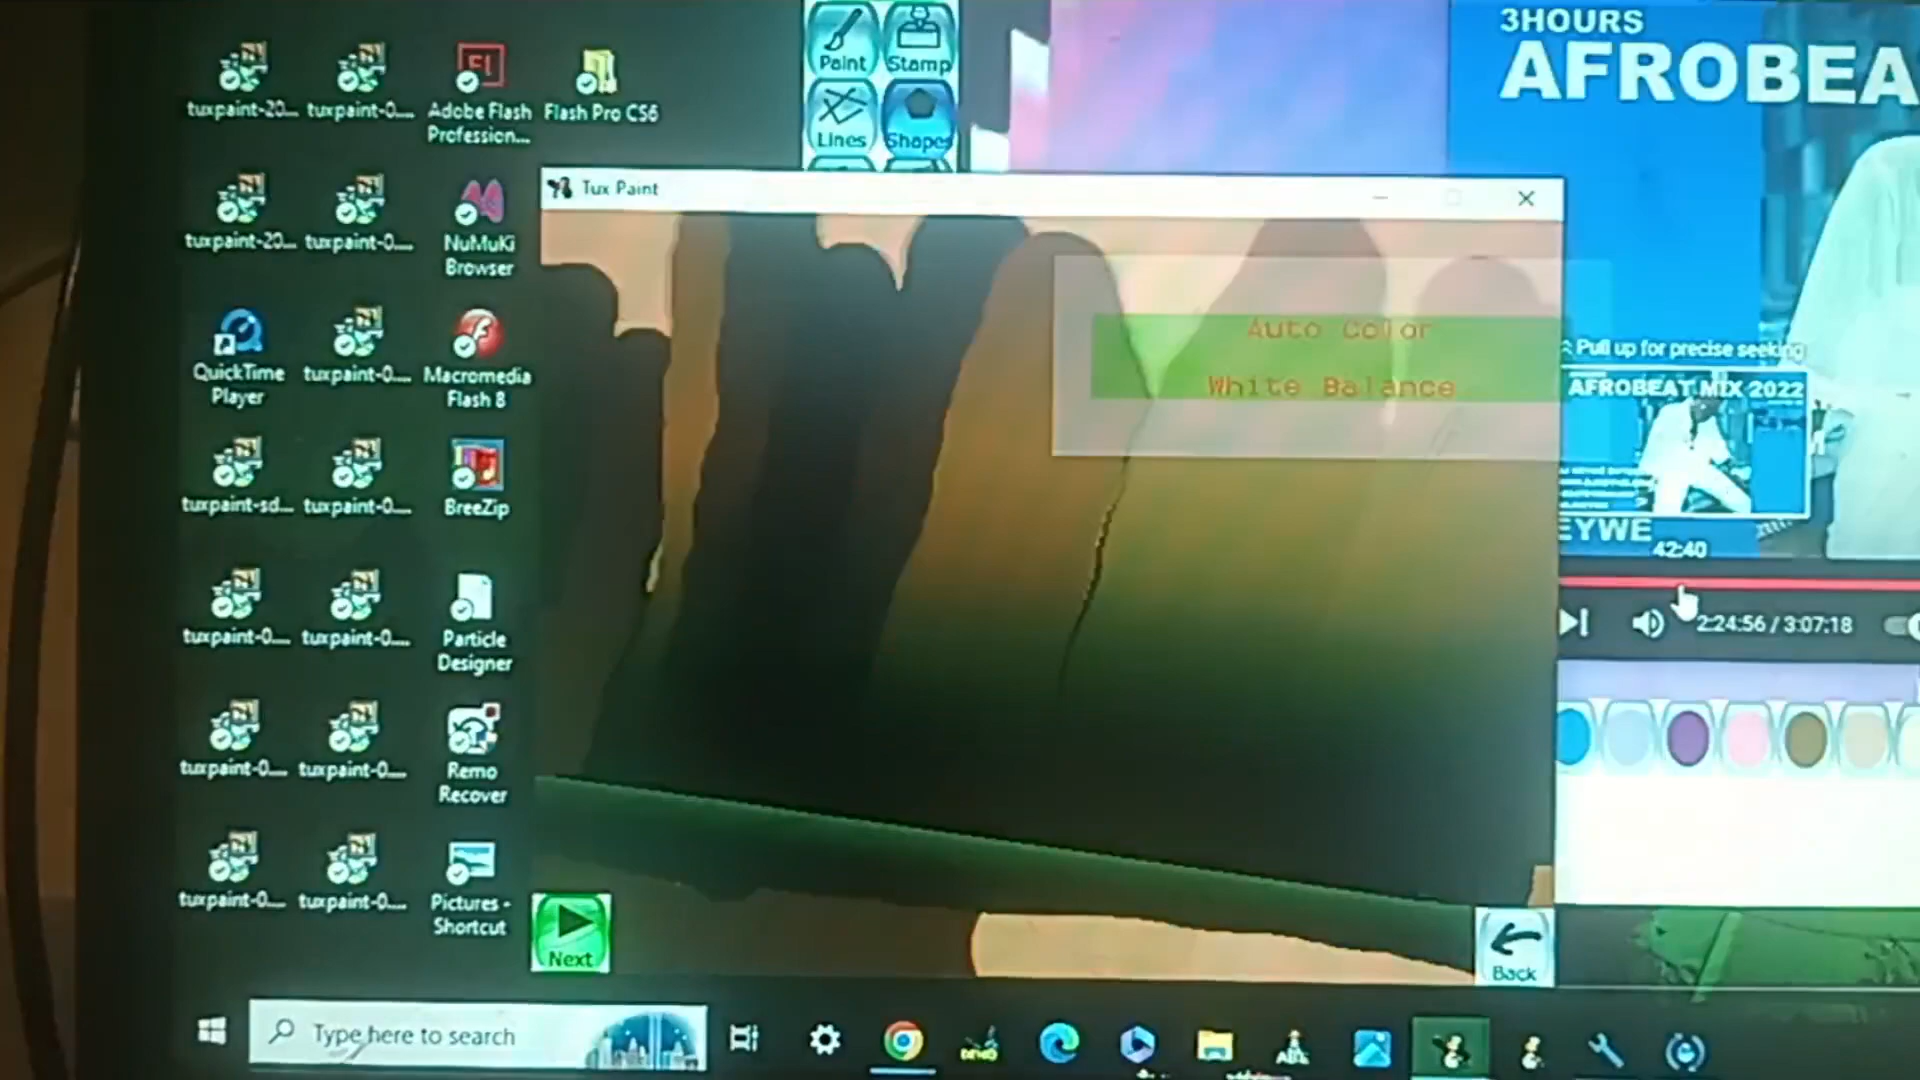 tuxpaint-20...
tuxpaint-0....
Adobe Flash
Profession...
Flash Pro CS6
tuxpaint-20...
tuxpaint-0....
NuMuKi
Browser
QuickTime
Player
tuxpaint-0....
Macromedia
Flash 8
tuxpaint-sd...
tuxpaint-0....
BreeZip
tuxpaint-0....
tuxpaint-0....
Particle
Designer
tuxpaint-0....
tuxpaint-0....
Remo
Recover
tuxpaint-0....
tuxpaint-0....
Pictures -
Shortcut
Paint
Stamp
Lines
Shapes
Tux Paint
Auto Color
White Balance
Next
Back
3HOURS
AFROBEA
Pull up for precise seeking
AFROBEAT MIX 2022
EYWE
42:40
2:24:56 / 3:07:18
Type here to search
DEMO